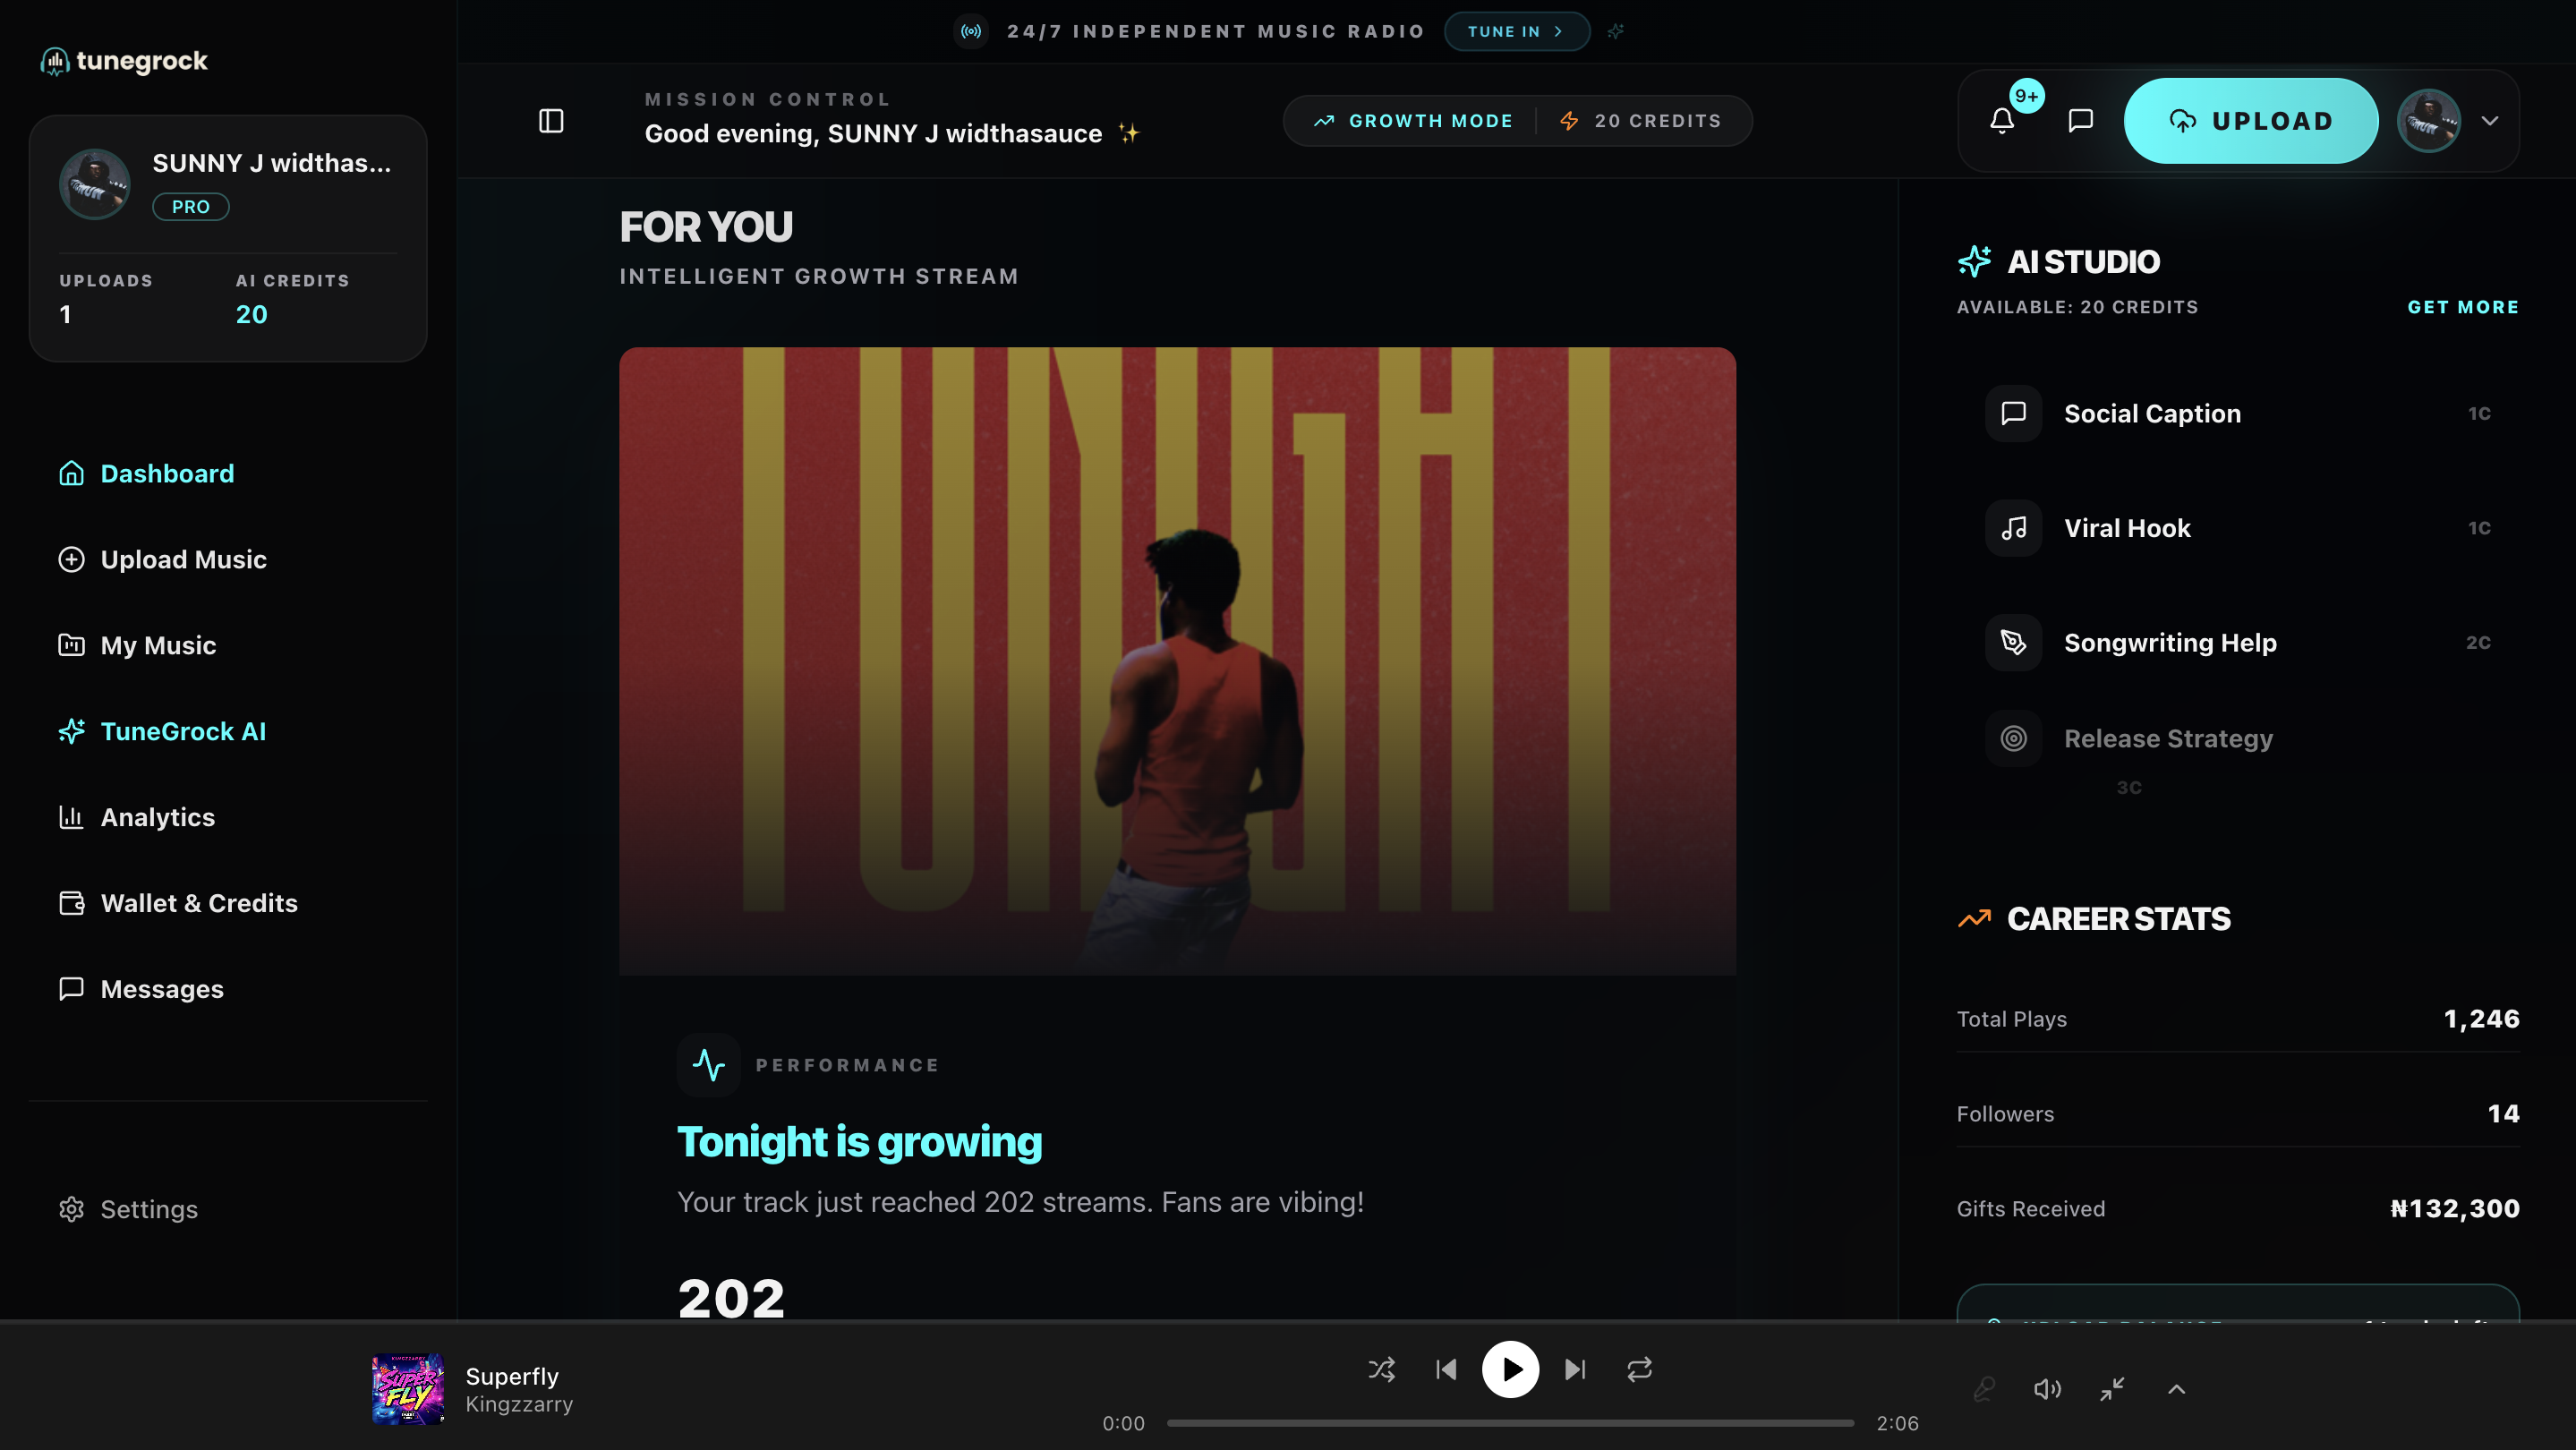 tunegrock
SUNNY J widthas...
PRO
UPLOADS
1
AI CREDITS
20
Dashboard
Upload Music
My Music
TuneGrock AI
Analytics
Wallet & Credits
Messages
Settings
24/7 INDEPENDENT MUSIC RADIO
TUNE IN
MISSION CONTROL
Good evening, SUNNY J widthasauce ✨
GROWTH MODE
20 CREDITS
9+
UPLOAD
FOR YOU
INTELLIGENT GROWTH STREAM
TONIGHT
PERFORMANCE
Tonight is growing
Your track just reached 202 streams. Fans are vibing!
202
AI STUDIO
AVAILABLE: 20 CREDITS
GET MORE
Social Caption
1C
Viral Hook
1C
Songwriting Help
2C
Release Strategy
3C
CAREER STATS
Total Plays
1,246
Followers
14
Gifts Received
₦132,300
SUPER
FLY
Superfly
Kingzzarry
0:00
2:06